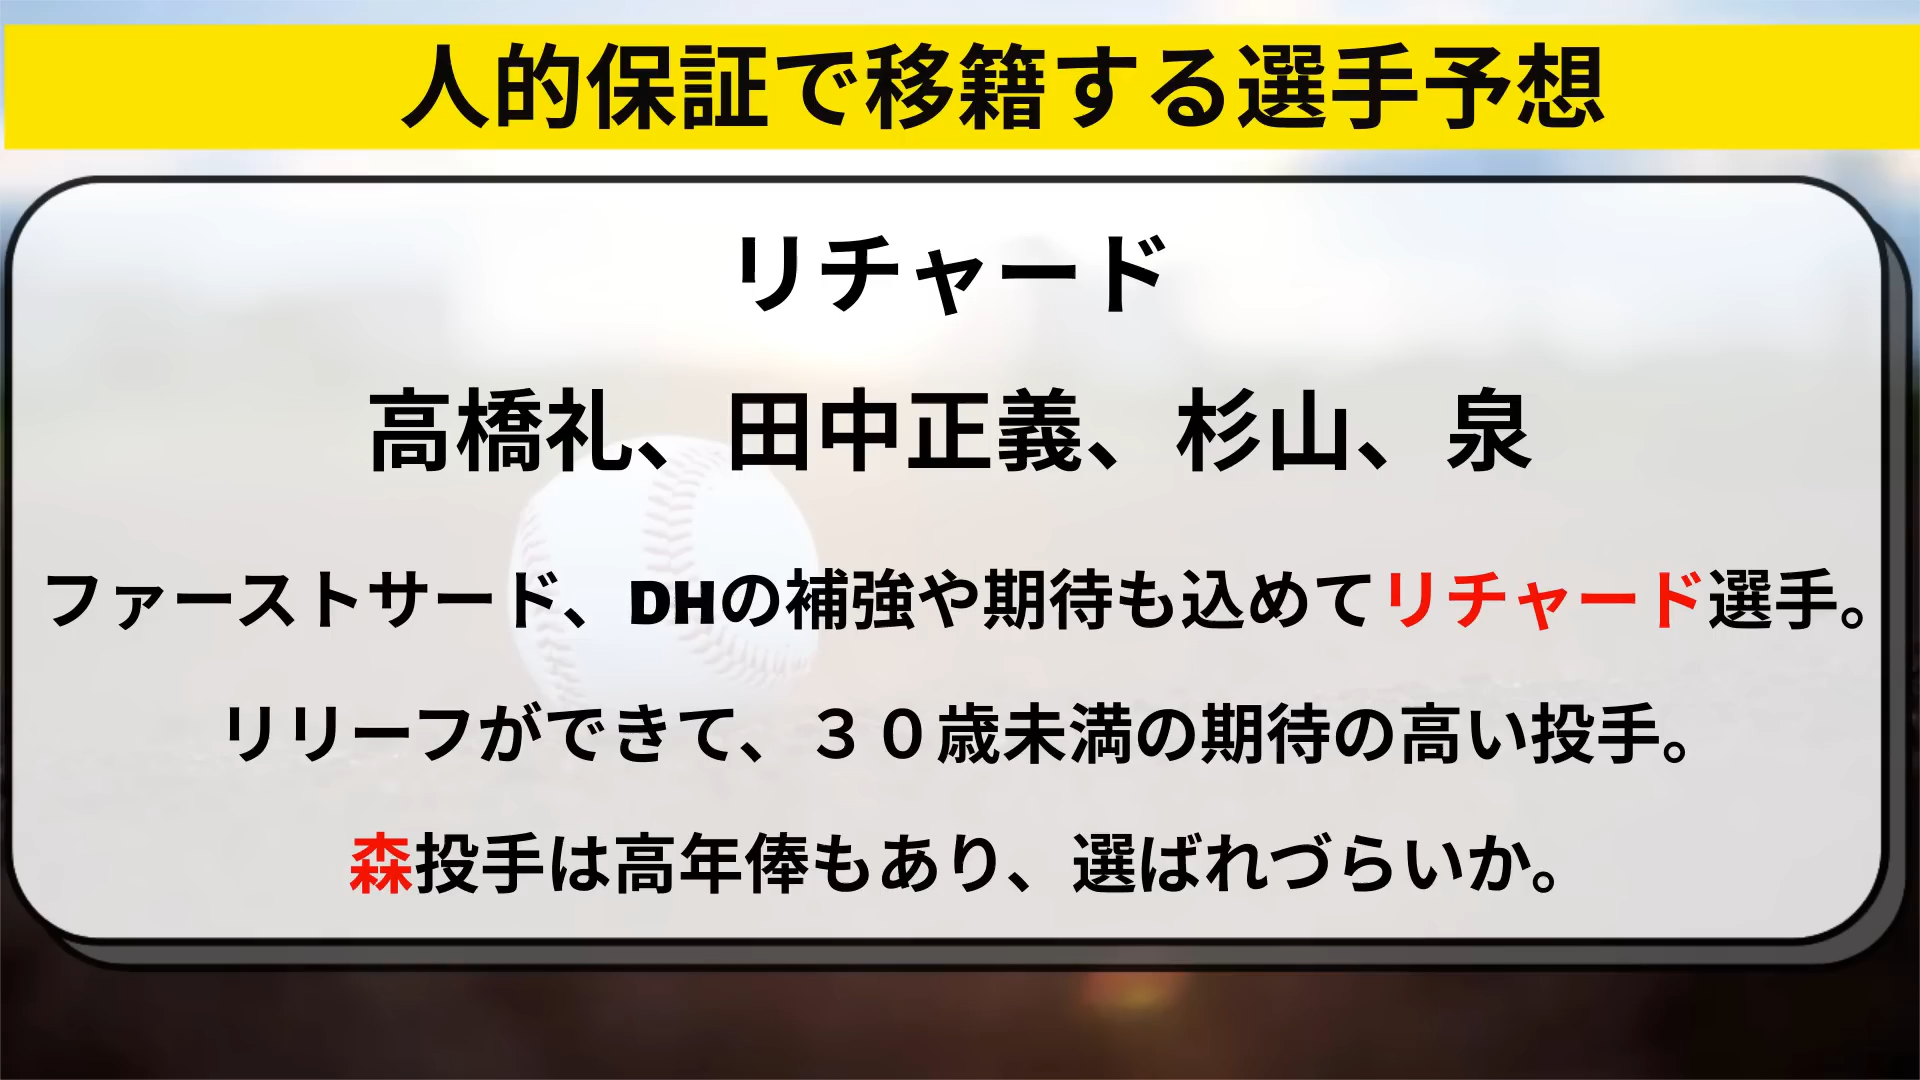 人的保証で移籍する選手予想
リチャード
高橋礼、田中正義、杉山、泉
ファーストサード、DHの補強や期待も込めてリチャード選手。
リリーフができて、３０歳未満の期待の高い投手。
森投手は高年俸もあり、選ばれづらいか。